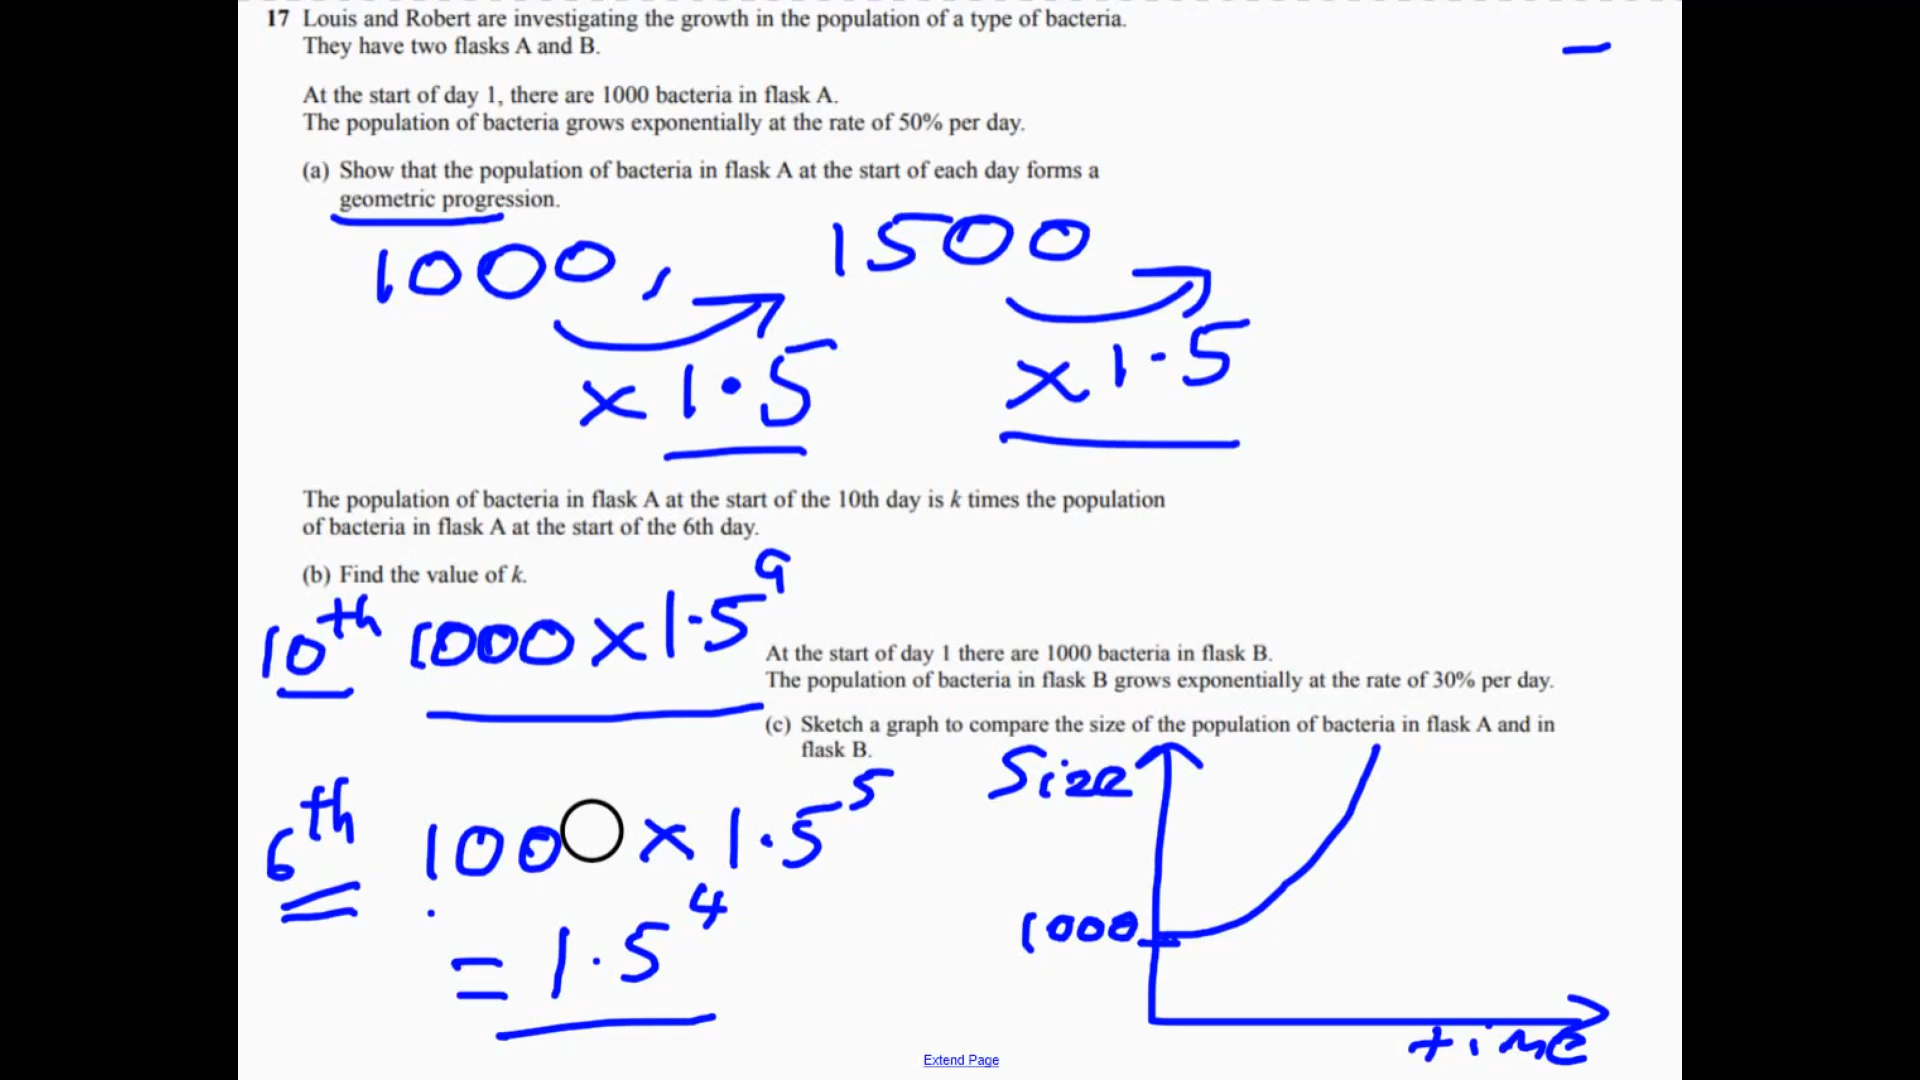 17 Louis and Robert are investigating the growth in the population of a type of bacteria.
They have two flasks A and B.
At the start of day 1, there are 1000 bacteria in flask A.
The population of bacteria grows exponentially at the rate of 50% per day.
(a) Show that the population of bacteria in flask A at the start of each day forms a
geometric progression.
1000, 1500
× 1.5 × 1.5
The population of bacteria in flask A at the start of the 10th day is k times the population
of bacteria in flask A at the start of the 6th day.
(b) Find the value of k.
10th 1000 × 1.5⁹
At the start of day 1 there are 1000 bacteria in flask B.
The population of bacteria in flask B grows exponentially at the rate of 30% per day.
(c) Sketch a graph to compare the size of the population of bacteria in flask A and in
flask B.
Size
6th 1000 × 1.5⁵
= 1.5⁴
1000
time
Extend Page